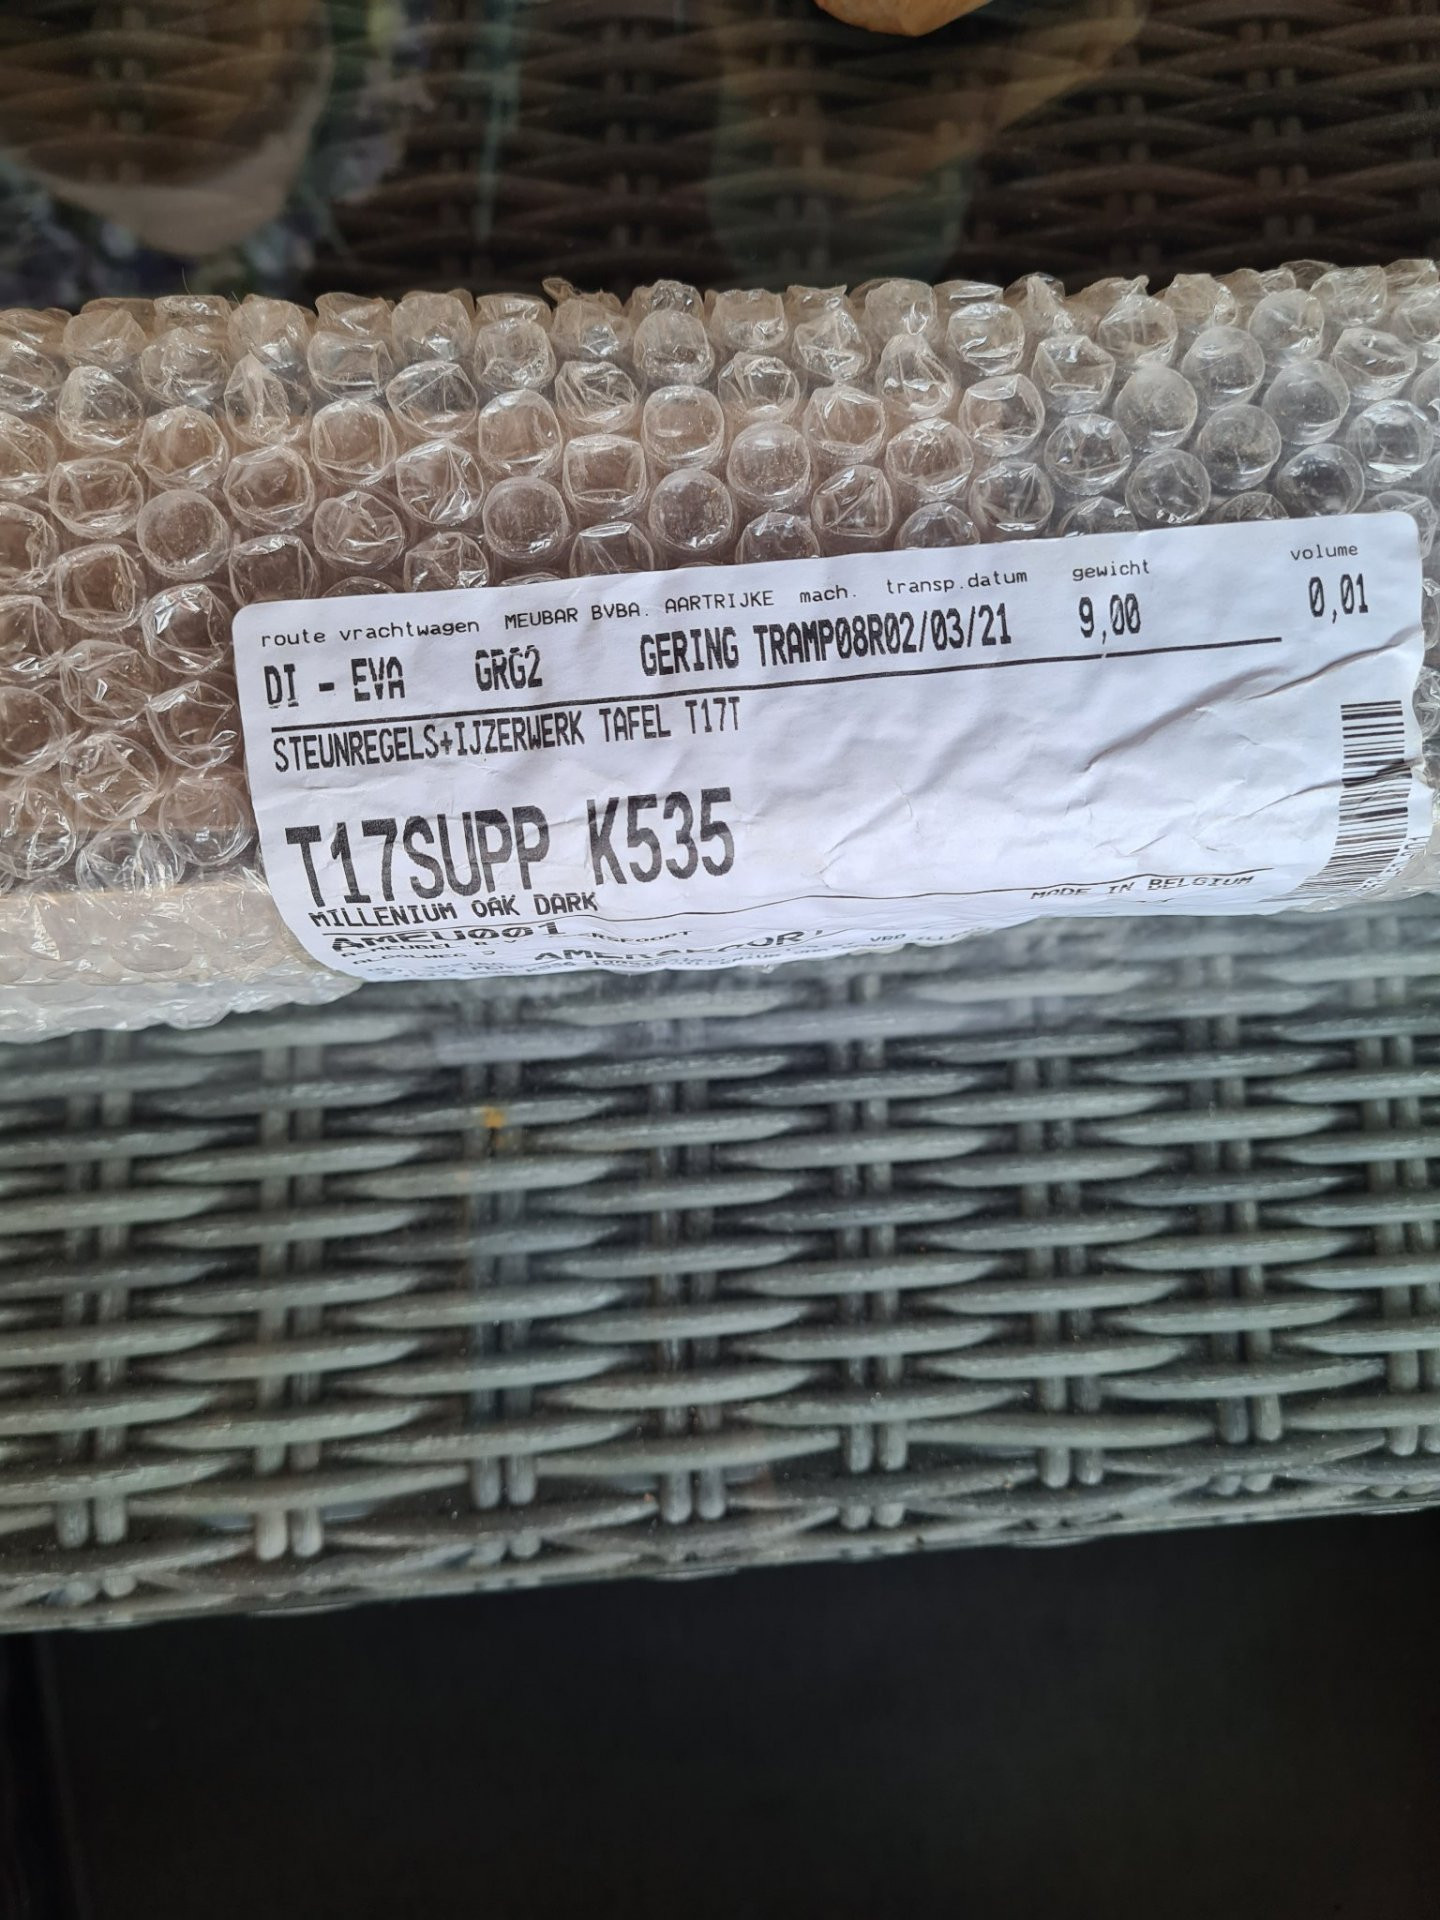 route vrachtwagen MEUBAR BVBA. AARTRIJKE mach. transp.datum gewicht volume
DI - EVA GRG2 GERING TRAMP08R02/03/21 9,00 0,01
STEUNREGELS+IJZERWERK TAFEL T17T
T17SUPP K535
MILLENIUM OAK DARK
MADE IN BELGIUM
AMEU001